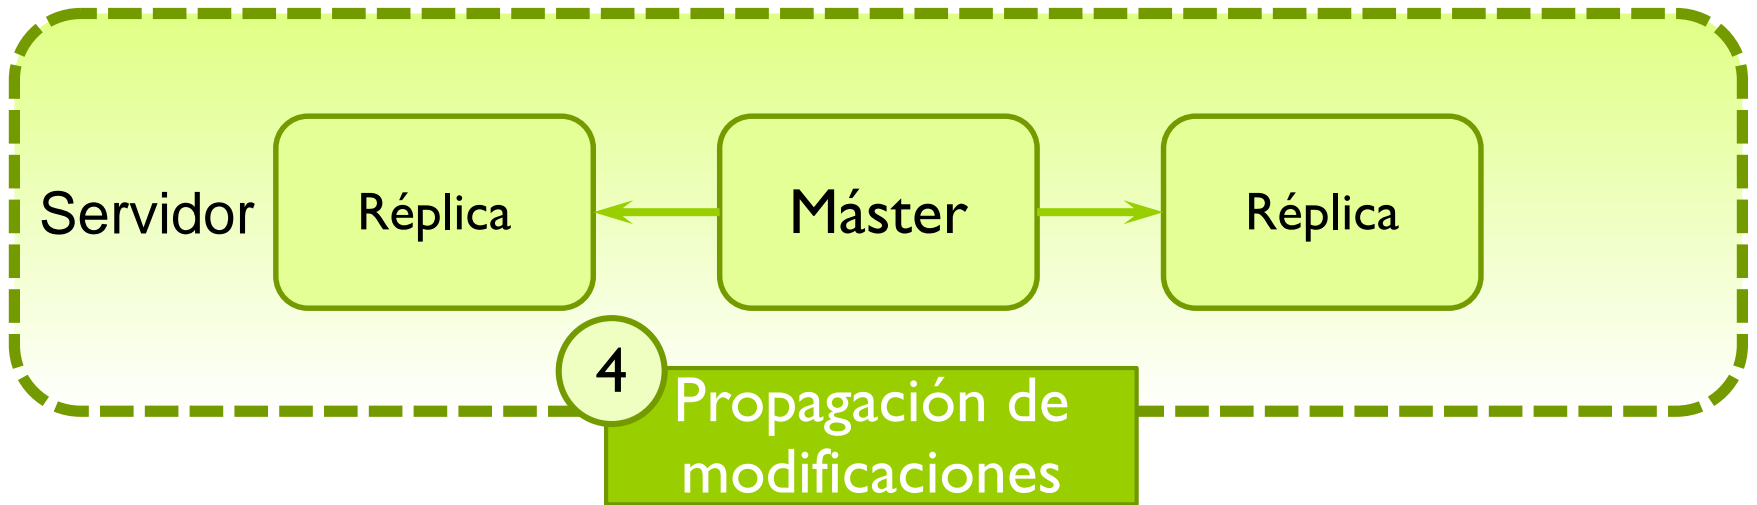 Servidor
Réplica
Máster
Réplica
4
Propagación de
modificaciones